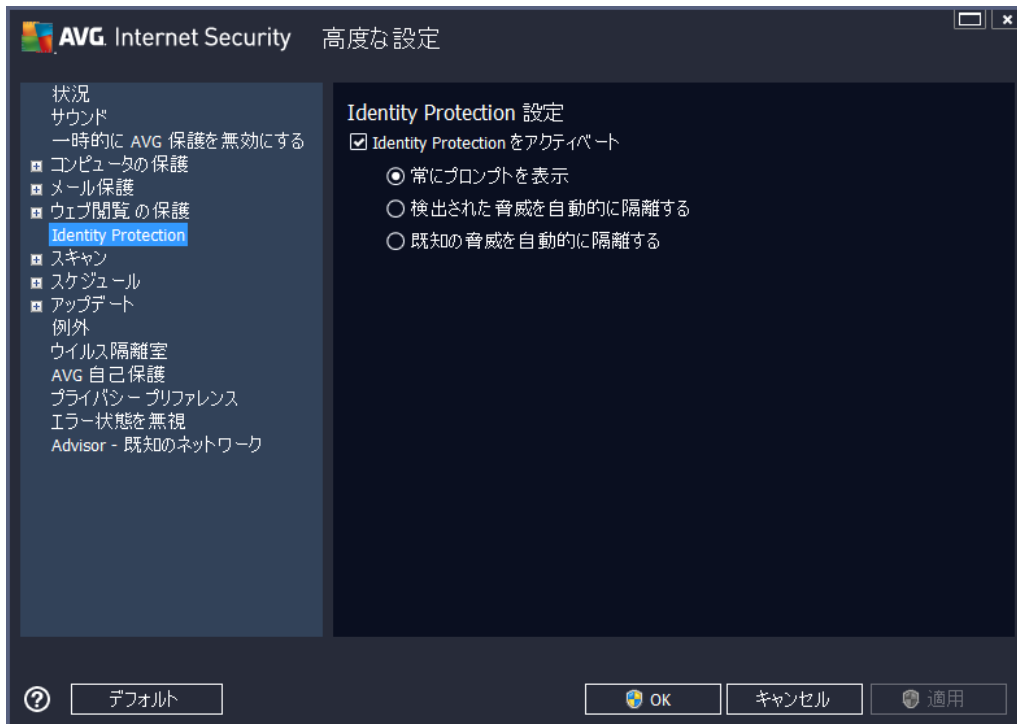 AVG. Internet Security 高度な設定
状況
サウンド
一時的に AVG 保護を無効にする
コンピュータの保護
メール保護
ウェブ閲覧 の保護
Identity Protection
スキャン
スケジュール
アップデート
例外
ウイルス隔離室
AVG 自己保護
プライバシー プリファレンス
エラー状態を無視
Advisor - 既知のネットワーク
Identity Protection 設定
Identity Protection をアクティベート
常にプロンプトを表示
検出された脅威を自動的に隔離する
既知の脅威を自動的に隔離する
デフォルト
OK
キャンセル
適用